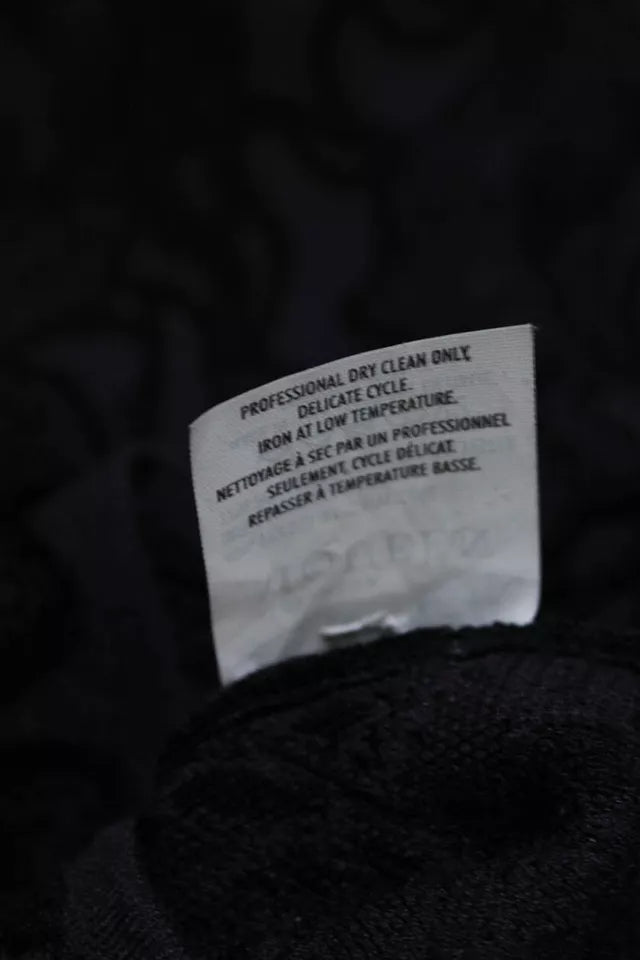 PROFESSIONAL DRY CLEAN ONLY,
DELICATE CYCLE.
IRON AT LOW TEMPERATURE.
NETTOYAGE À SEC PAR UN PROFESSIONNEL
SEULEMENT, CYCLE DÉLICAT.
REPASSER À TEMPERATURE BASSE.